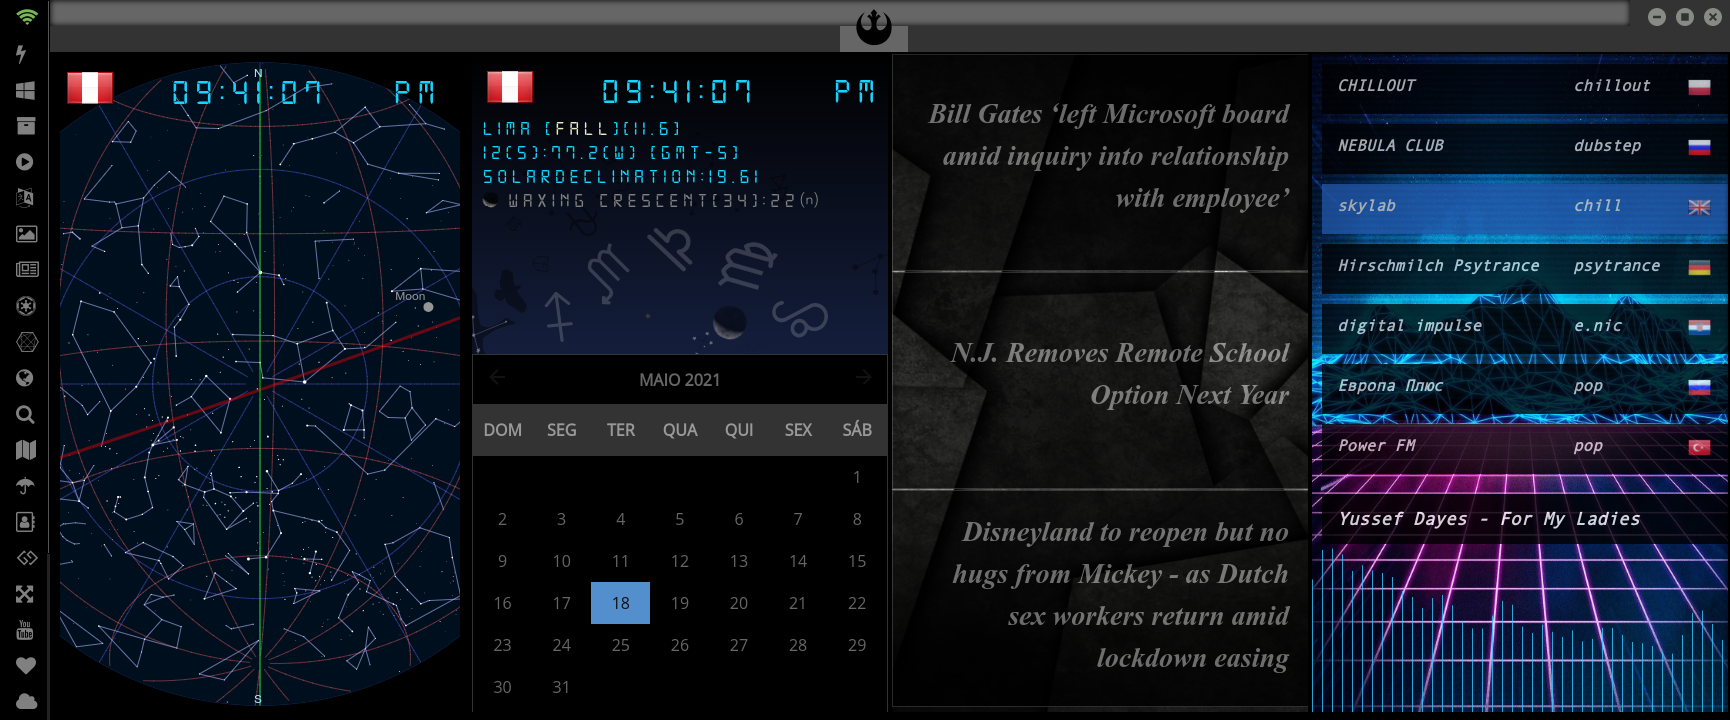 N
09:41:07 PM
Moon
S
09:41:07 PM
LIMA [FALL][11.6]
12(S):77.2(W) [GMT-5]
SOLARDECLINATION:19.61
WAXING CRESCENT[34]:22(n)
MAIO 2021
DOM SEG TER QUA QUI SEX SÁB
1
2 3 4 5 6 7 8
9 10 11 12 13 14 15
16 17 18 19 20 21 22
23 24 25 26 27 28 29
30 31
Bill Gates ‘left Microsoft board
amid inquiry into relationship
with employee’
N.J. Removes Remote School
Option Next Year
Disneyland to reopen but no
hugs from Mickey - as Dutch
sex workers return amid
lockdown easing
CHILLOUT chillout
NEBULA CLUB dubstep
skylab chill
Hirschmilch Psytrance psytrance
digital impulse e.nic
Европа Плюс pop
Power FM pop
Yussef Dayes - For My Ladies
You
Tube